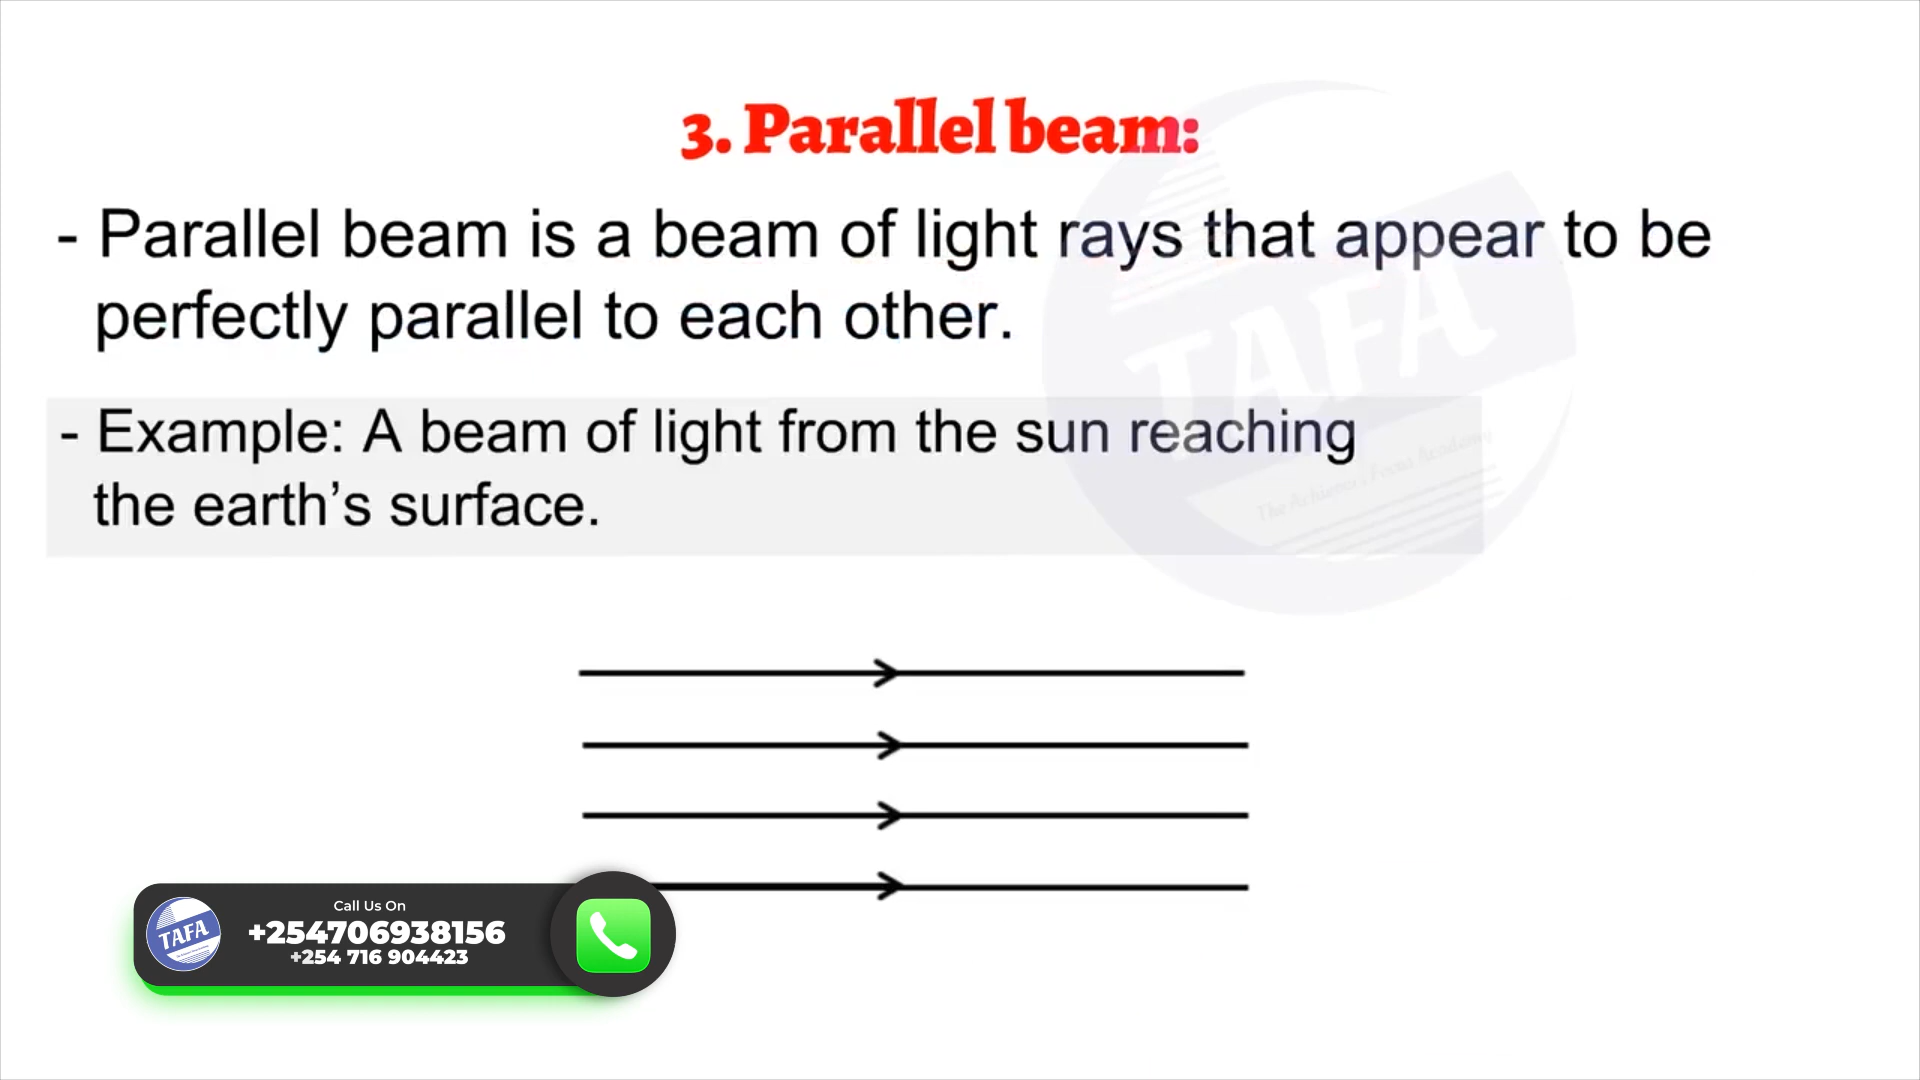 3. Parallel beam:
- Parallel beam is a beam of light rays that appear to be
perfectly parallel to each other.
- Example: A beam of light from the sun reaching
the earth’s surface.
TAFA
Call Us On
+254706938156
+254 716 904423
TAFA